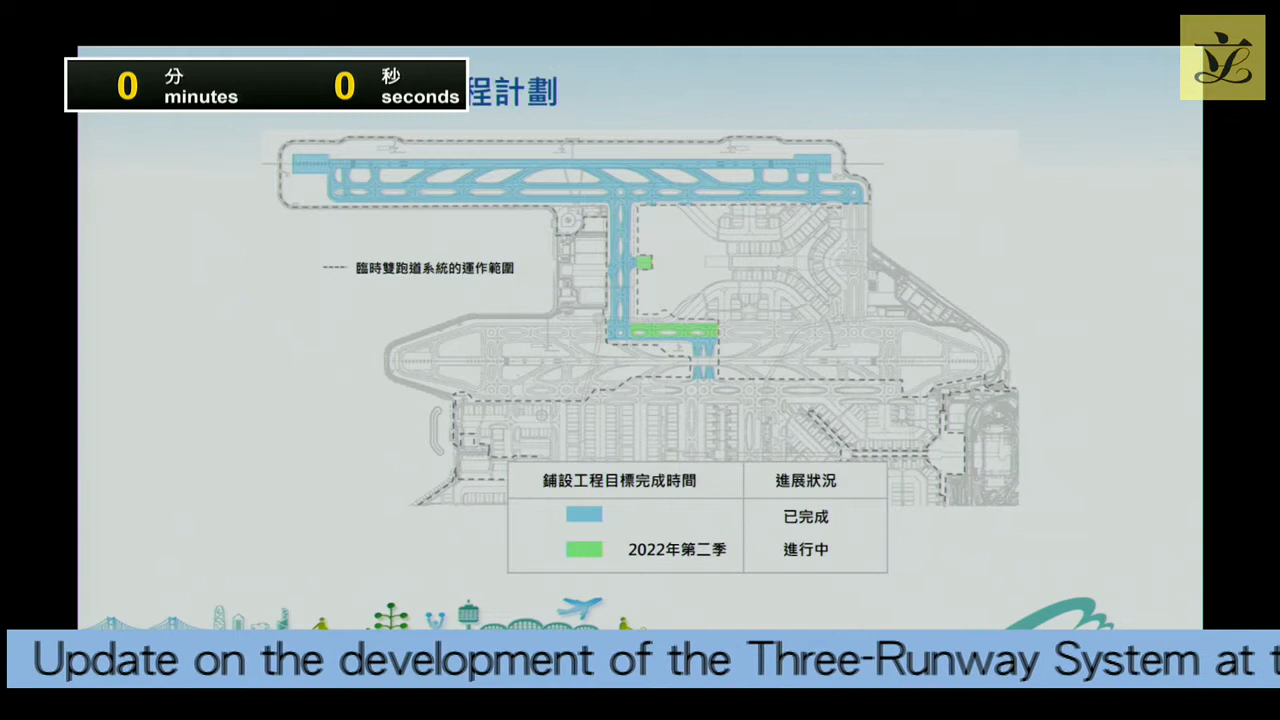 0 分 minutes 0 秒 seconds
程計劃
臨時雙跑道系統的運作範圍
鋪設工程目標完成時間 進展狀況
已完成
2022年第二季 進行中
Update on the development of the Three-Runway System at t